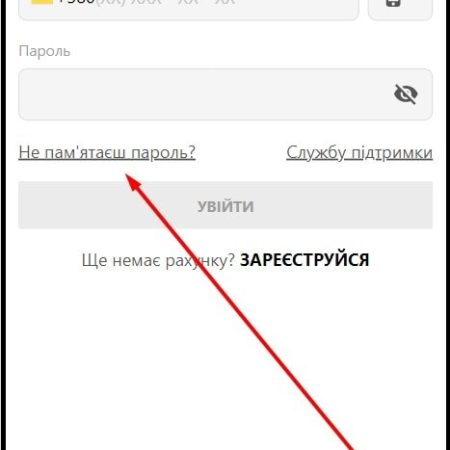 +380(XX) XXX - XX - XX
Пароль
Не пам'ятаєш пароль?
Службу підтримки
УВІЙТИ
Ще немає рахунку? ЗАРЕЄСТРУЙСЯ